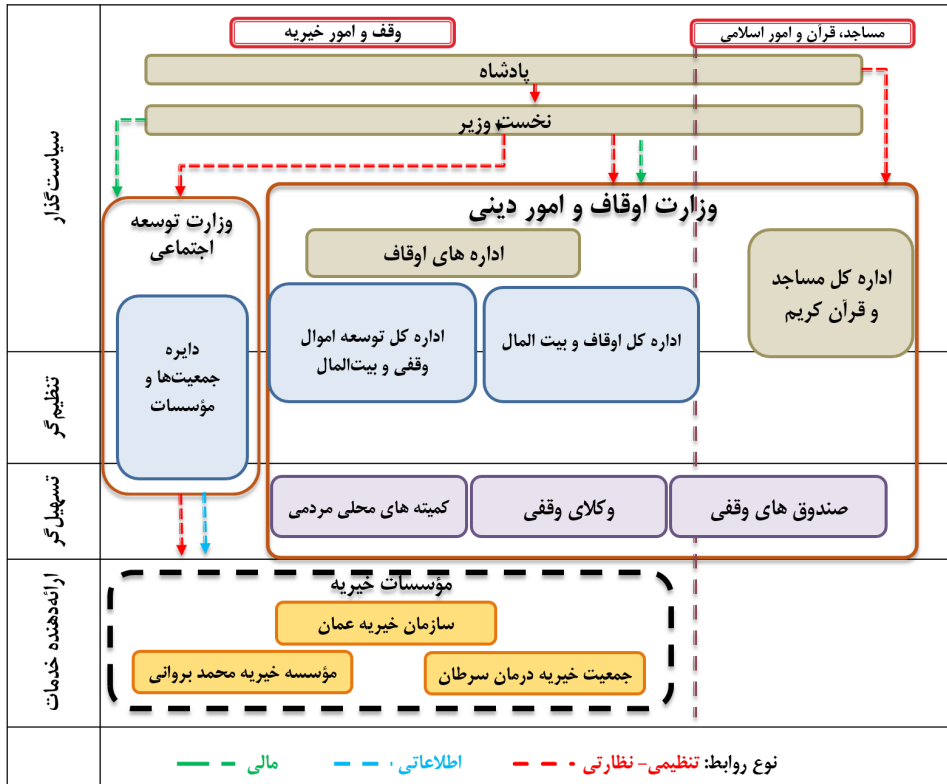 مساجد، قرآن و امور اسلامی
وقف و امور خیریه
پادشاه
نخست وزیر
سیاست‌گذار
وزارت اوقاف و امور دینی
وزارت توسعه
اجتماعی
اداره های اوقاف
اداره کل مساجد
و قرآن کریم
اداره کل اوقاف و بیت المال
اداره کل توسعه اموال
وقفی و بیت‌المال
دایره
جمعیت‌ها و
مؤسسات
تنظیم‌گر
تسهیل‌گر
صندوق های وقفی
وکلای وقفی
کمیته های محلی مردمی
ارائه‌دهنده خدمات
مؤسسات خیریه
سازمان خیریه عمان
جمعیت خیریه درمان سرطان
مؤسسه خیریه محمد بروانی
نوع روابط: تنظیمی- نظارتی اطلاعاتی مالی